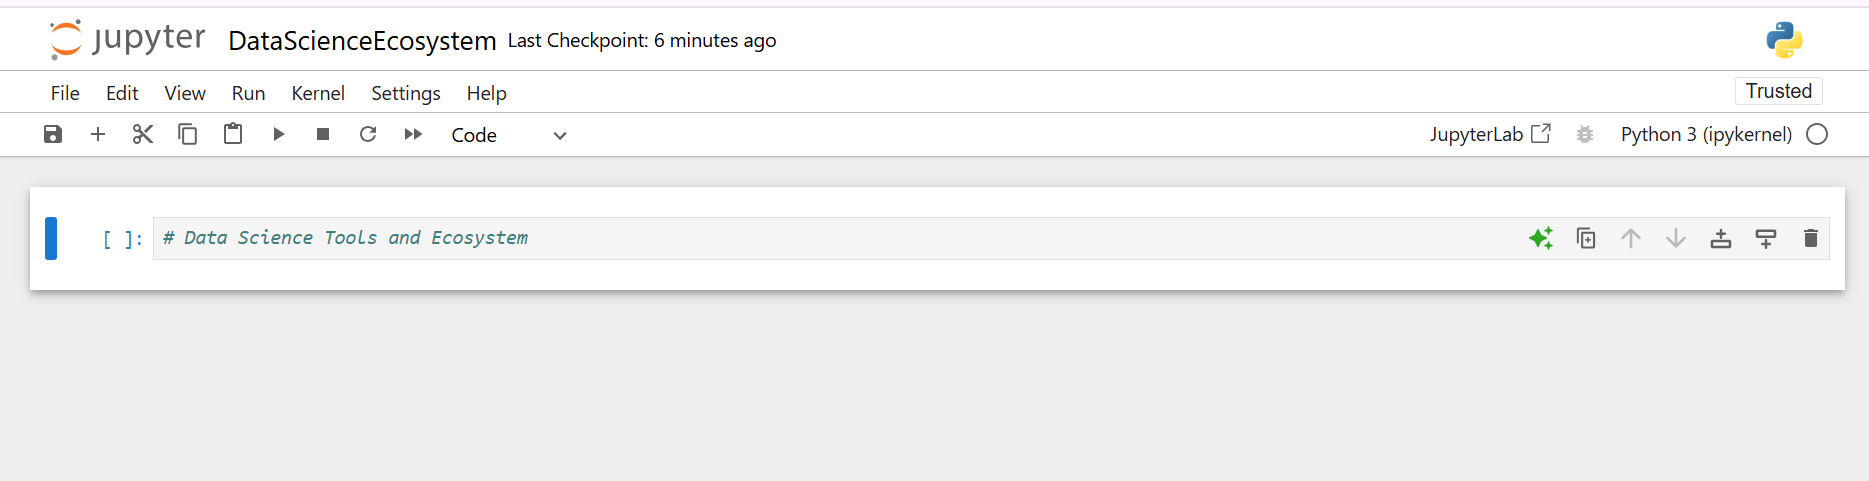 jupyter DataScienceEcosystem Last Checkpoint: 6 minutes ago
File Edit View Run Kernel Settings Help Trusted
Code JupyterLab Python 3 (ipykernel)
[ ]: # Data Science Tools and Ecosystem